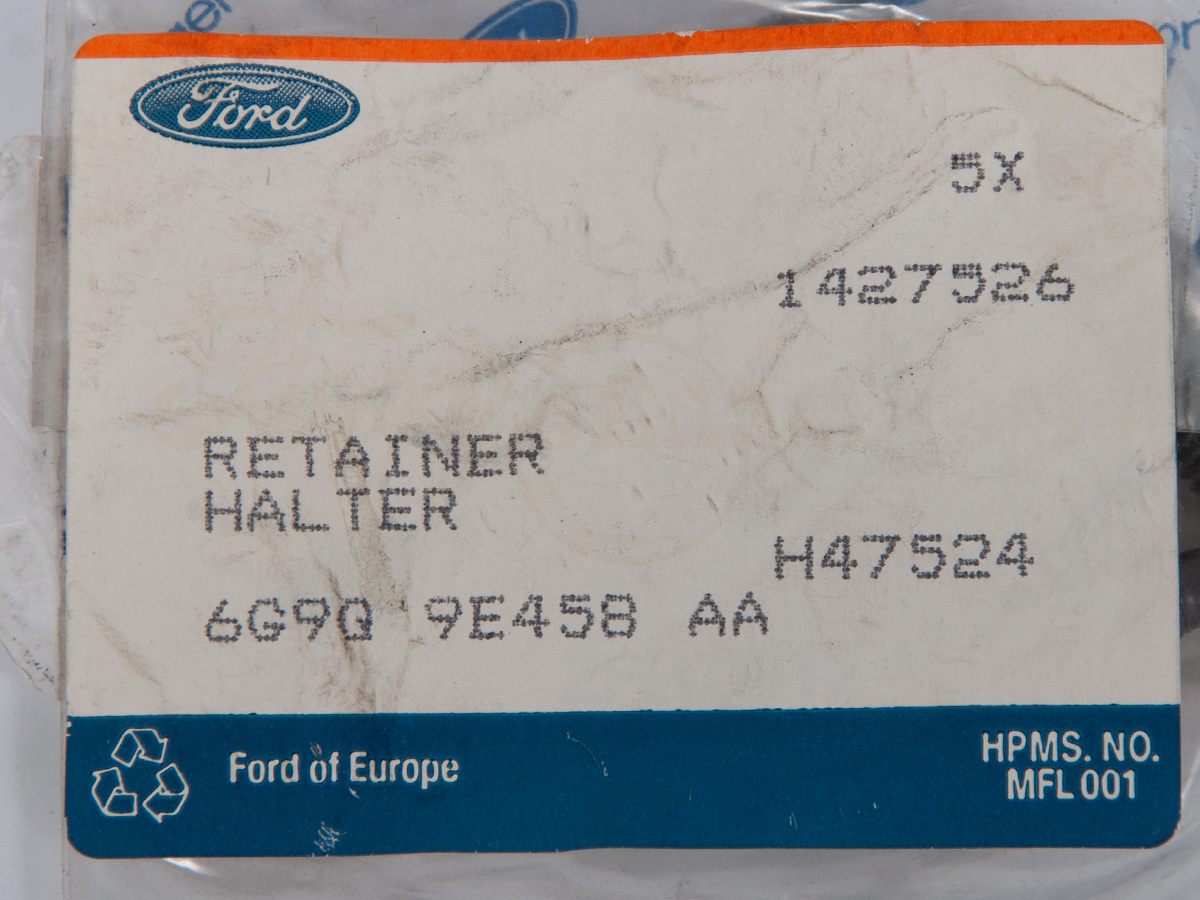 Ford
5X
1427526
RETAINER
HALTER
H47524
6G9Q 9E458 AA
Ford of Europe
HPMS. NO.
MFL 001